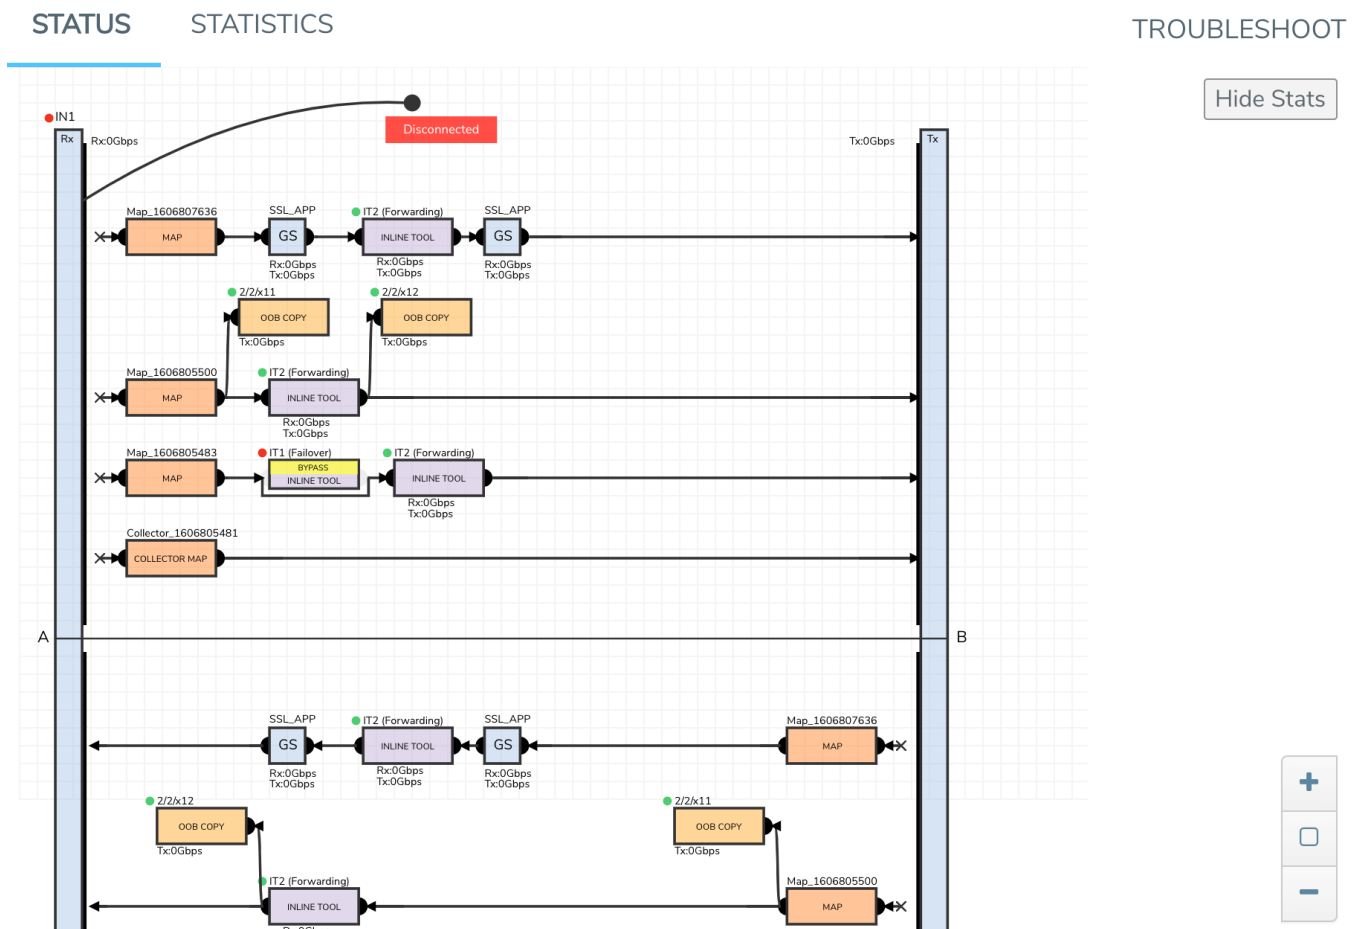 STATUS
STATISTICS
TROUBLESHOOT
Hide Stats
IN1
Disconnected
Rx
Rx:0Gbps
Tx:0Gbps
Tx
Map_1606807636
SSL_APP
IT2 (Forwarding)
SSL_APP
MAP
GS
INLINE TOOL
GS
Rx:0Gbps
Tx:0Gbps
Rx:0Gbps
Tx:0Gbps
Rx:0Gbps
Tx:0Gbps
2/2/x11
2/2/x12
OOB COPY
OOB COPY
Tx:0Gbps
Tx:0Gbps
Map_1606805500
IT2 (Forwarding)
MAP
INLINE TOOL
Rx:0Gbps
Tx:0Gbps
Map_1606805483
IT1 (Failover)
IT2 (Forwarding)
MAP
BYPASS
INLINE TOOL
INLINE TOOL
Rx:0Gbps
Tx:0Gbps
Collector_1606805481
COLLECTOR MAP
A
B
SSL_APP
IT2 (Forwarding)
SSL_APP
Map_1606807636
GS
INLINE TOOL
GS
MAP
Rx:0Gbps
Tx:0Gbps
Rx:0Gbps
Tx:0Gbps
Rx:0Gbps
Tx:0Gbps
2/2/x12
2/2/x11
OOB COPY
OOB COPY
Tx:0Gbps
Tx:0Gbps
IT2 (Forwarding)
Map_1606805500
INLINE TOOL
MAP